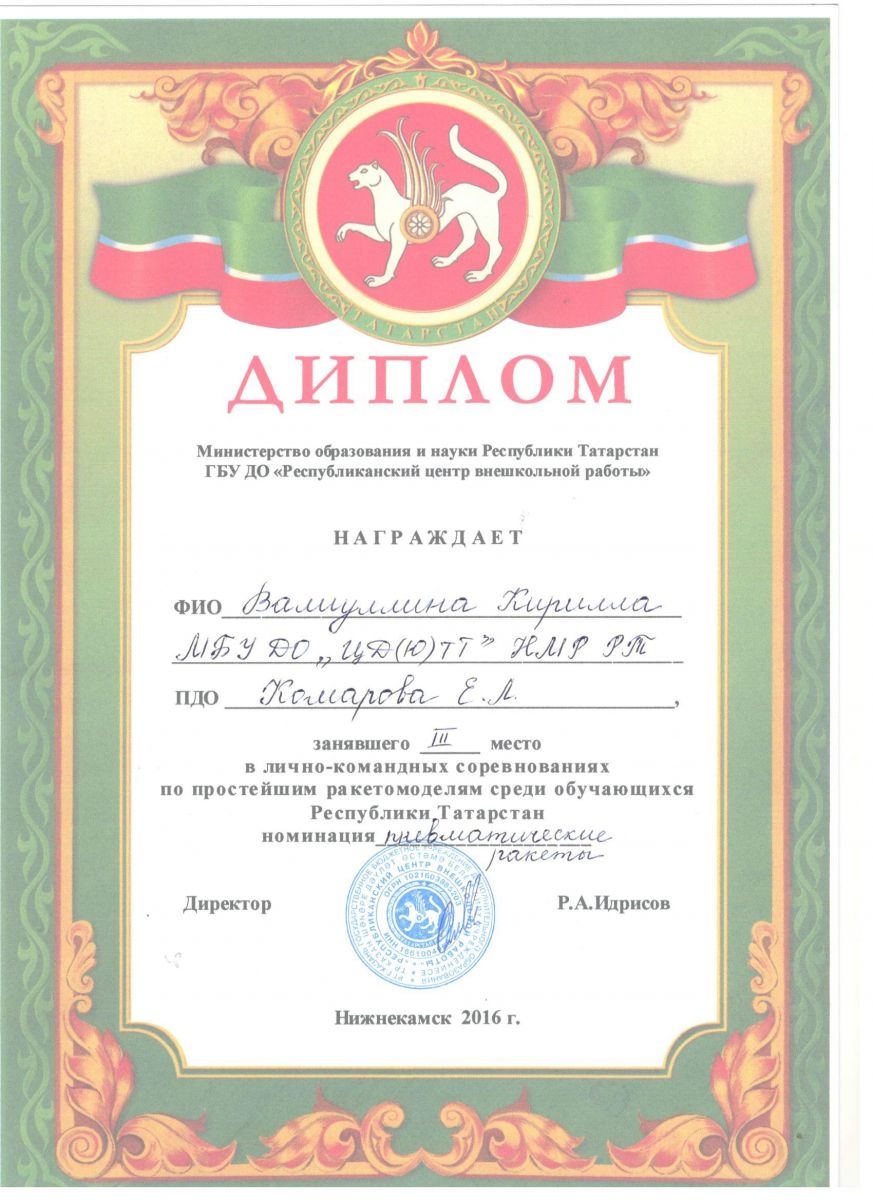 ТАТАРСТАН
ДИПЛОМ
Министерство образования и науки Республики Татарстан
ГБУ ДО «Республиканский центр внешкольной работы»
НАГРАЖДАЕТ
ФИО Валиуллина Кирилла
МБУ ДО „ЦД(Ю)ТТ” НМР РТ
ПДО Комарова Е.Л.,
занявшего III место
в лично-командных соревнованиях
по простейшим ракетомоделям среди обучающихся
Республики Татарстан
номинация пневматические
ракеты
Директор Р.А.Идрисов
Нижнекамск 2016 г.